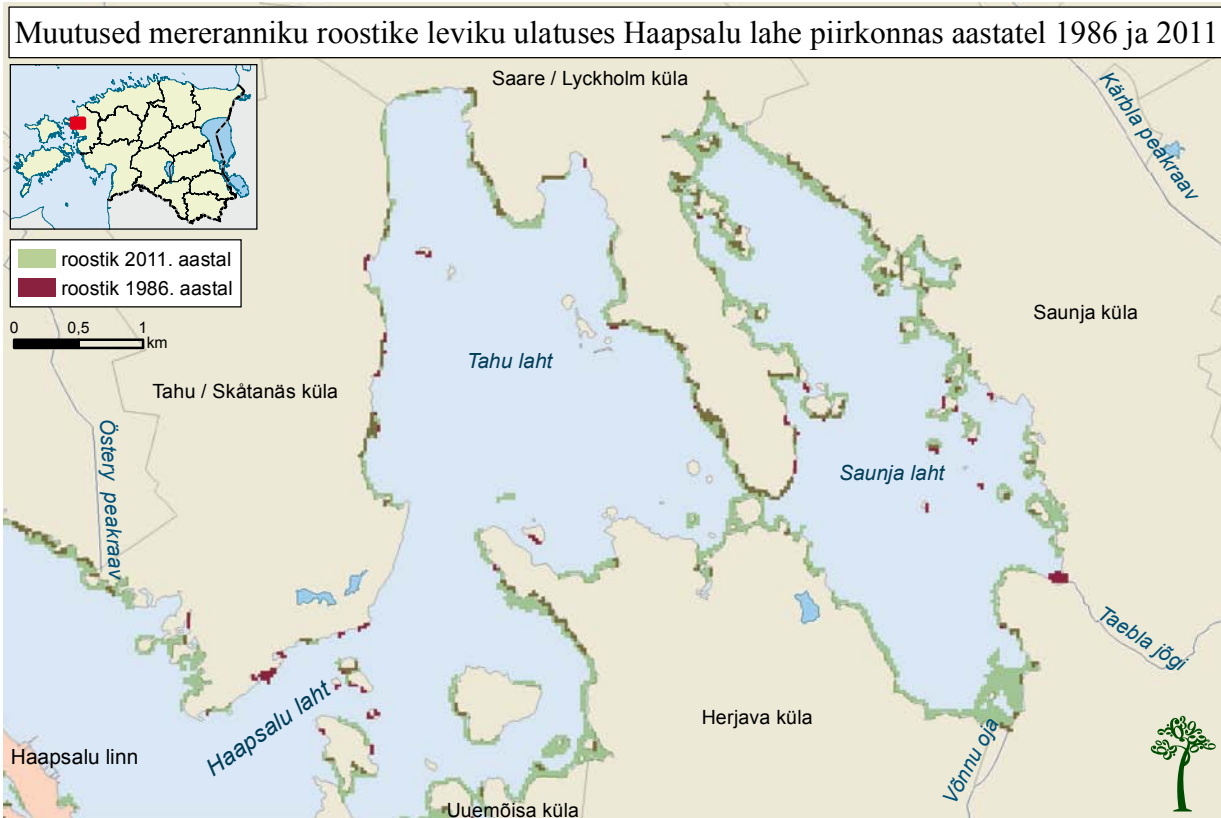 Muutused mereranniku roostike leviku ulatuses Haapsalu lahe piirkonnas aastatel 1986 ja 2011
Saare / Lyckholm küla
Kärbla peakraav
roostik 2011. aastal
roostik 1986. aastal
0 0,5 1
km
Saunja küla
Tahu laht
Tahu / Skåtanäs küla
Östery peakraav
Saunja laht
Taebla jõgi
Haapsalu laht
Herjava küla
Võnnu oja
Haapsalu linn
Uuemõisa küla